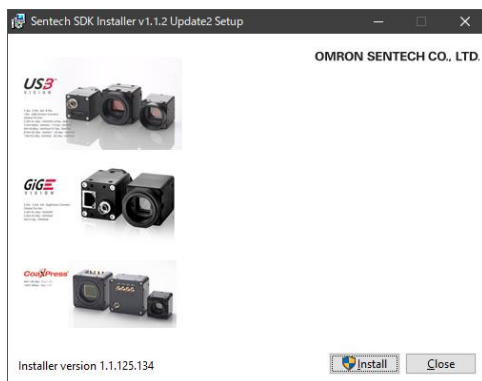 Sentech SDK Installer v1.1.2 Update2 Setup
OMRON SENTECH CO., LTD.
USB3
VISION
GiGE
VISION
CoaXPress
Installer version 1.1.125.134
Install
Close